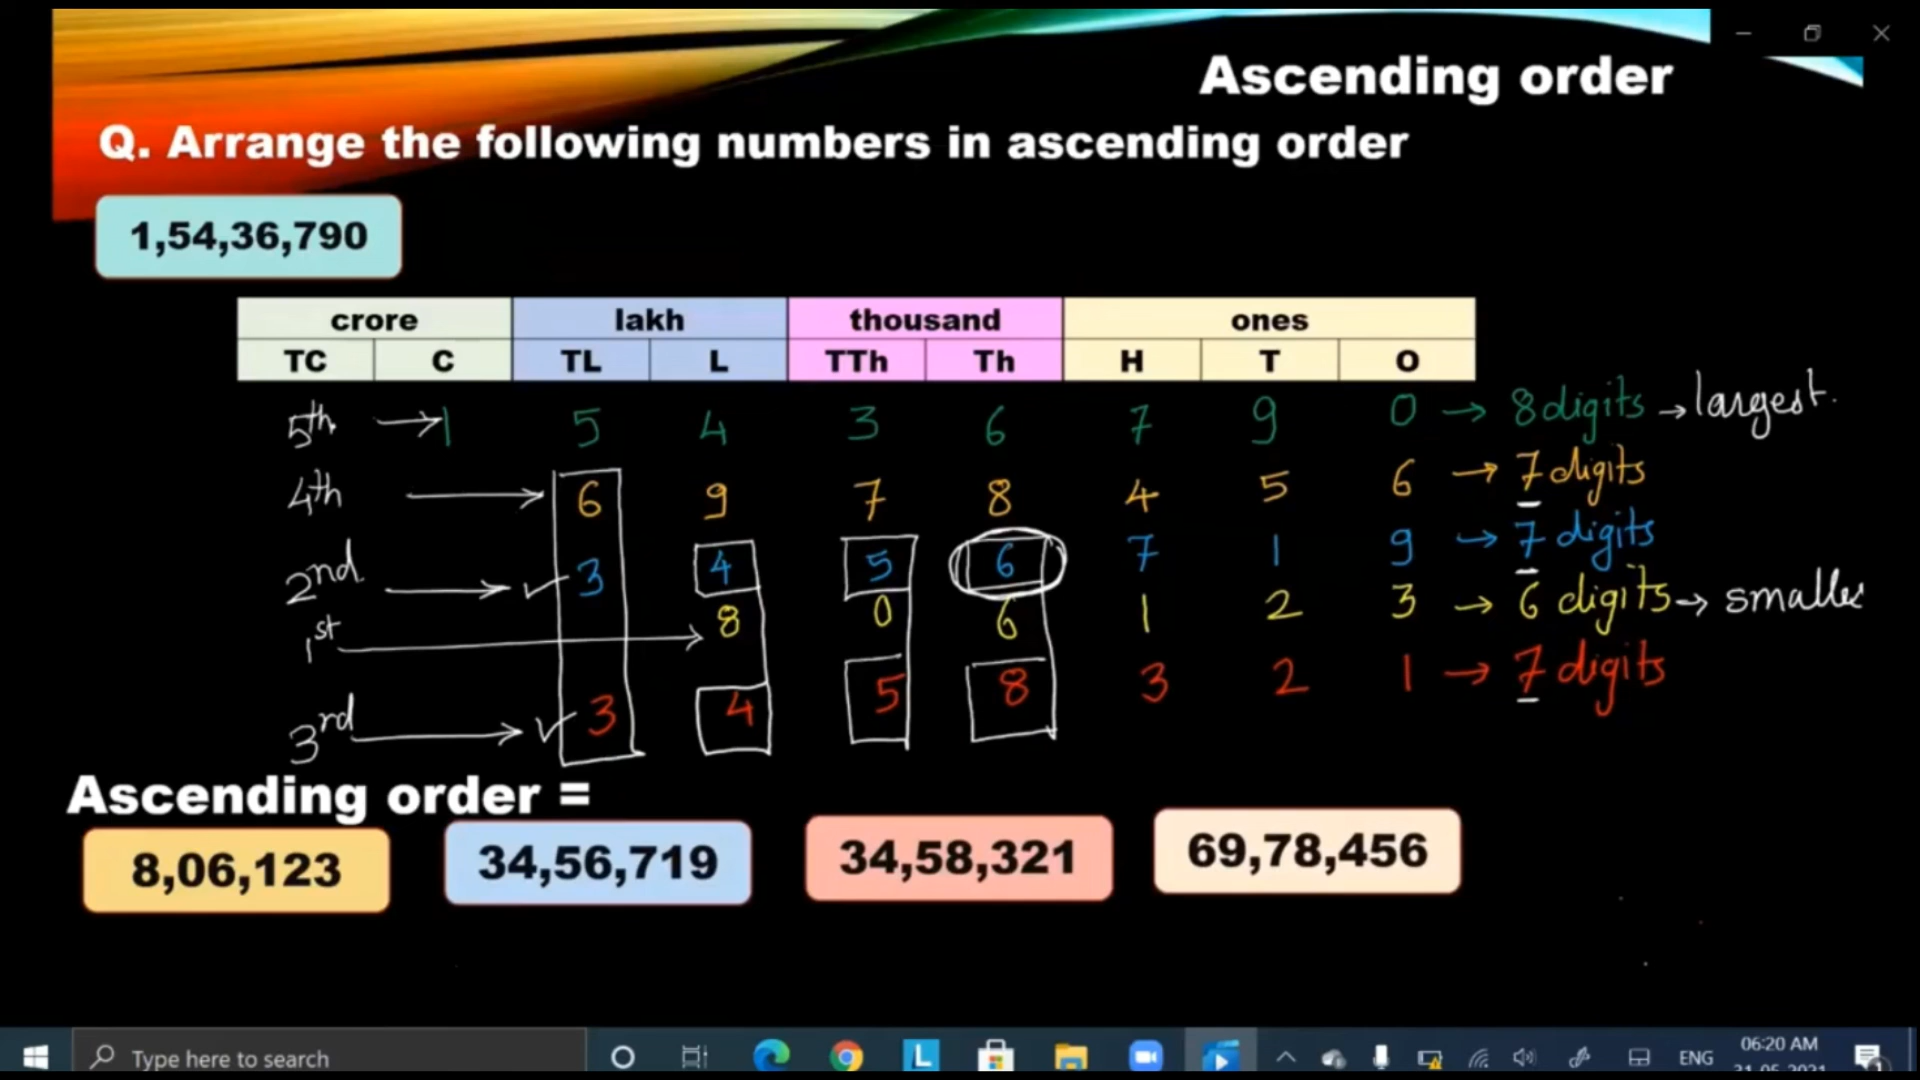 Ascending order
Q. Arrange the following numbers in ascending order
1,54,36,790
crore lakh thousand ones
TC C TL L TTh Th H T O
5th → 1 5 4 3 6 7 9 0 → 8 digits → largest.
4th → 6 9 7 8 4 5 6 → 7 digits
2nd → ✓ 3 4 5 6 7 1 9 → 7 digits
1st → 8 0 6 1 2 3 → 6 digits → smallest
3rd → ✓ 3 4 5 8 3 2 1 → 7 digits
Ascending order =
8,06,123 34,56,719 34,58,321 69,78,456
Type here to search
L
ENG
06:20 AM